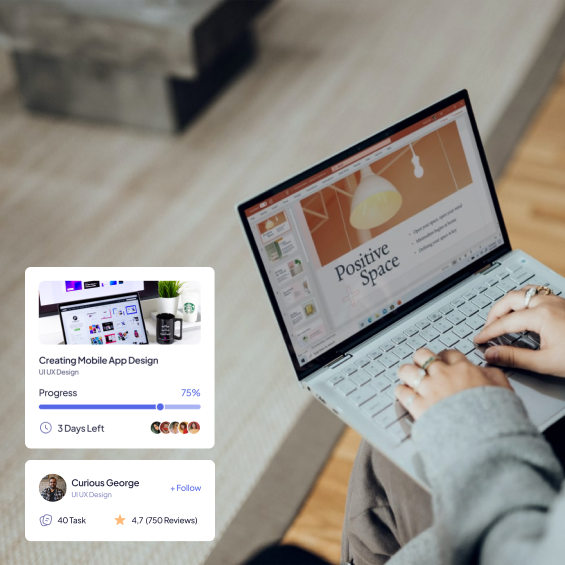 Positive
Space
Creating Mobile App Design
UI UX Design
Progress
75%
3 Days Left
Curious George
UI UX Design
+ Follow
40 Task
4,7 (750 Reviews)